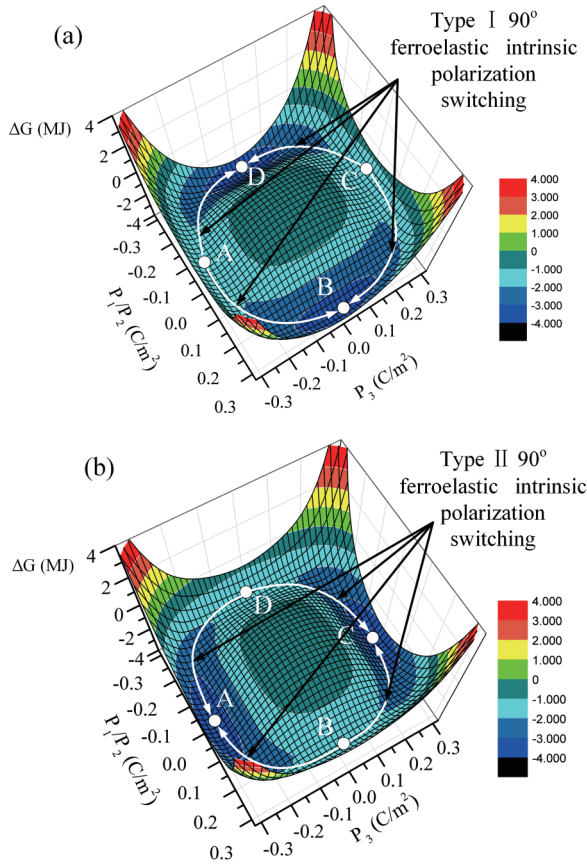 (a)
Type Ⅰ 90°
ferroelastic intrinsic
polarization
switching
ΔG (MJ)
4
2
0
-2
-4
-0.3
-0.2
-0.1
0.0
0.1
0.2
0.3
P₁/P₂ (C/m²)
-0.3
-0.2
-0.1
0.0
0.1
0.2
0.3
P₃ (C/m²)
A
B
C
D
4.000
3.000
2.000
1.000
0
-1.000
-2.000
-3.000
-4.000
(b)
Type Ⅱ 90°
ferroelastic intrinsic
polarization
switching
ΔG (MJ)
4
2
0
-2
-4
-0.3
-0.2
-0.1
0.0
0.1
0.2
0.3
P₁/P₂ (C/m²)
-0.3
-0.2
-0.1
0.0
0.1
0.2
0.3
P₃ (C/m²)
A
B
C
D
4.000
3.000
2.000
1.000
0
-1.000
-2.000
-3.000
-4.000